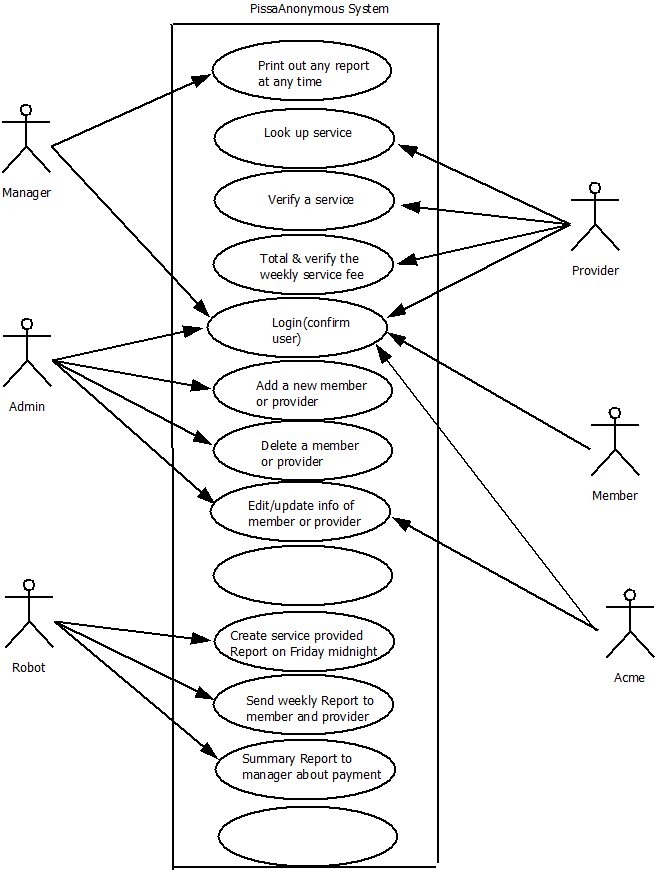 PissaAnonymous System
Print out any report
at any time
Look up service
Manager
Verify a service
Total & verify the
weekly service fee
Provider
Login(confirm
user)
Admin
Add a new member
or provider
Delete a member
or provider
Member
Edit/update info of
member or provider
Create service provided
Report on Friday midnight
Robot
Acme
Send weekly Report to
member and provider
Summary Report to
manager about payment